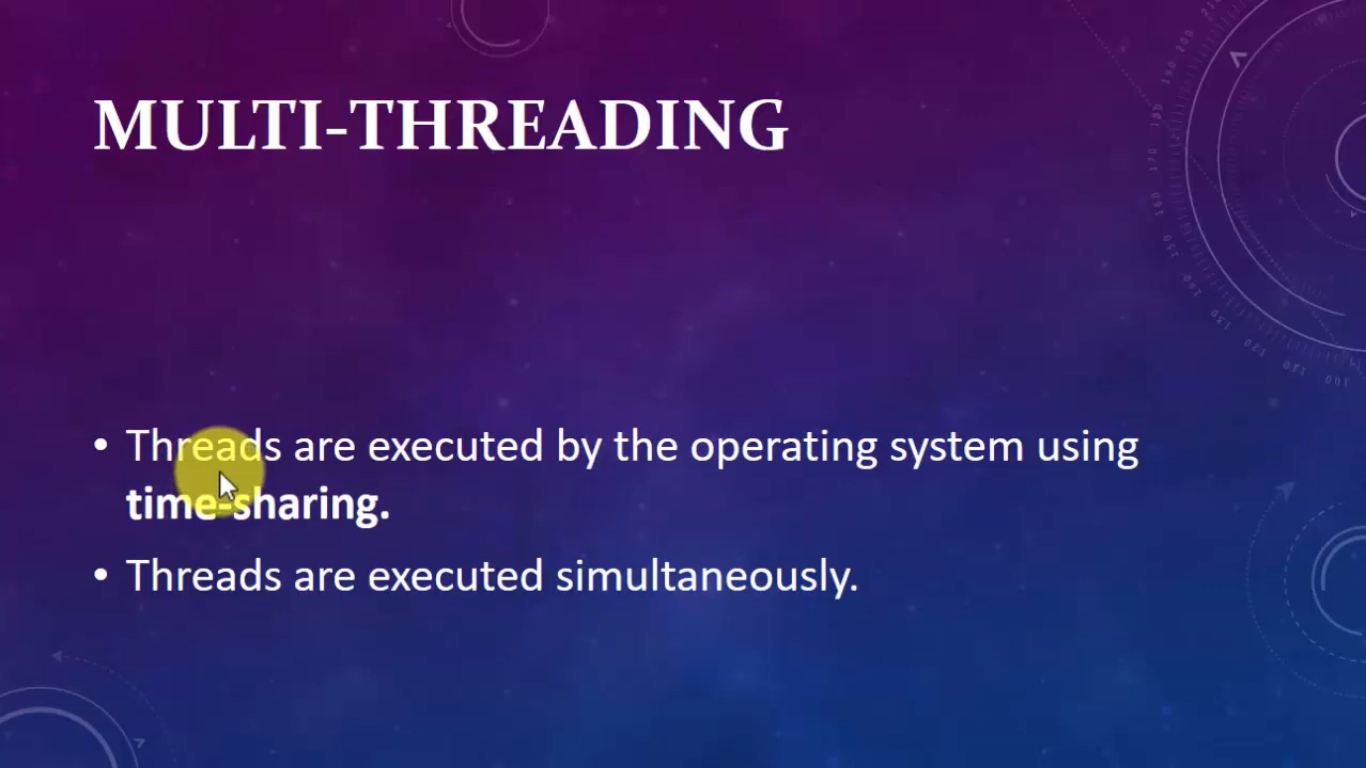 MULTI-THREADING
• Threads are executed by the operating system using
time-sharing.
• Threads are executed simultaneously.